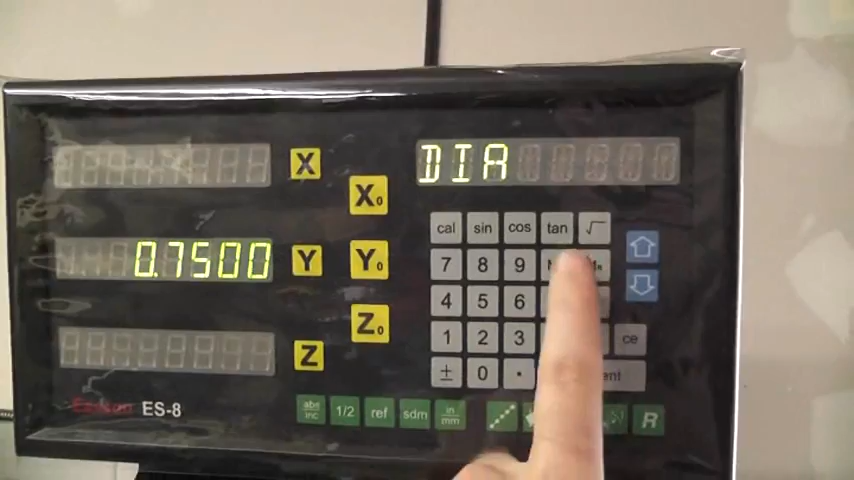 X
DIA
X0
cal sin cos tan √
0.7500
Y
Y0
7 8 9
4 5 6
Z0
Z
1 2 3 ce
± 0 .
ES-8
abs inc 1/2 ref sdm in mm R